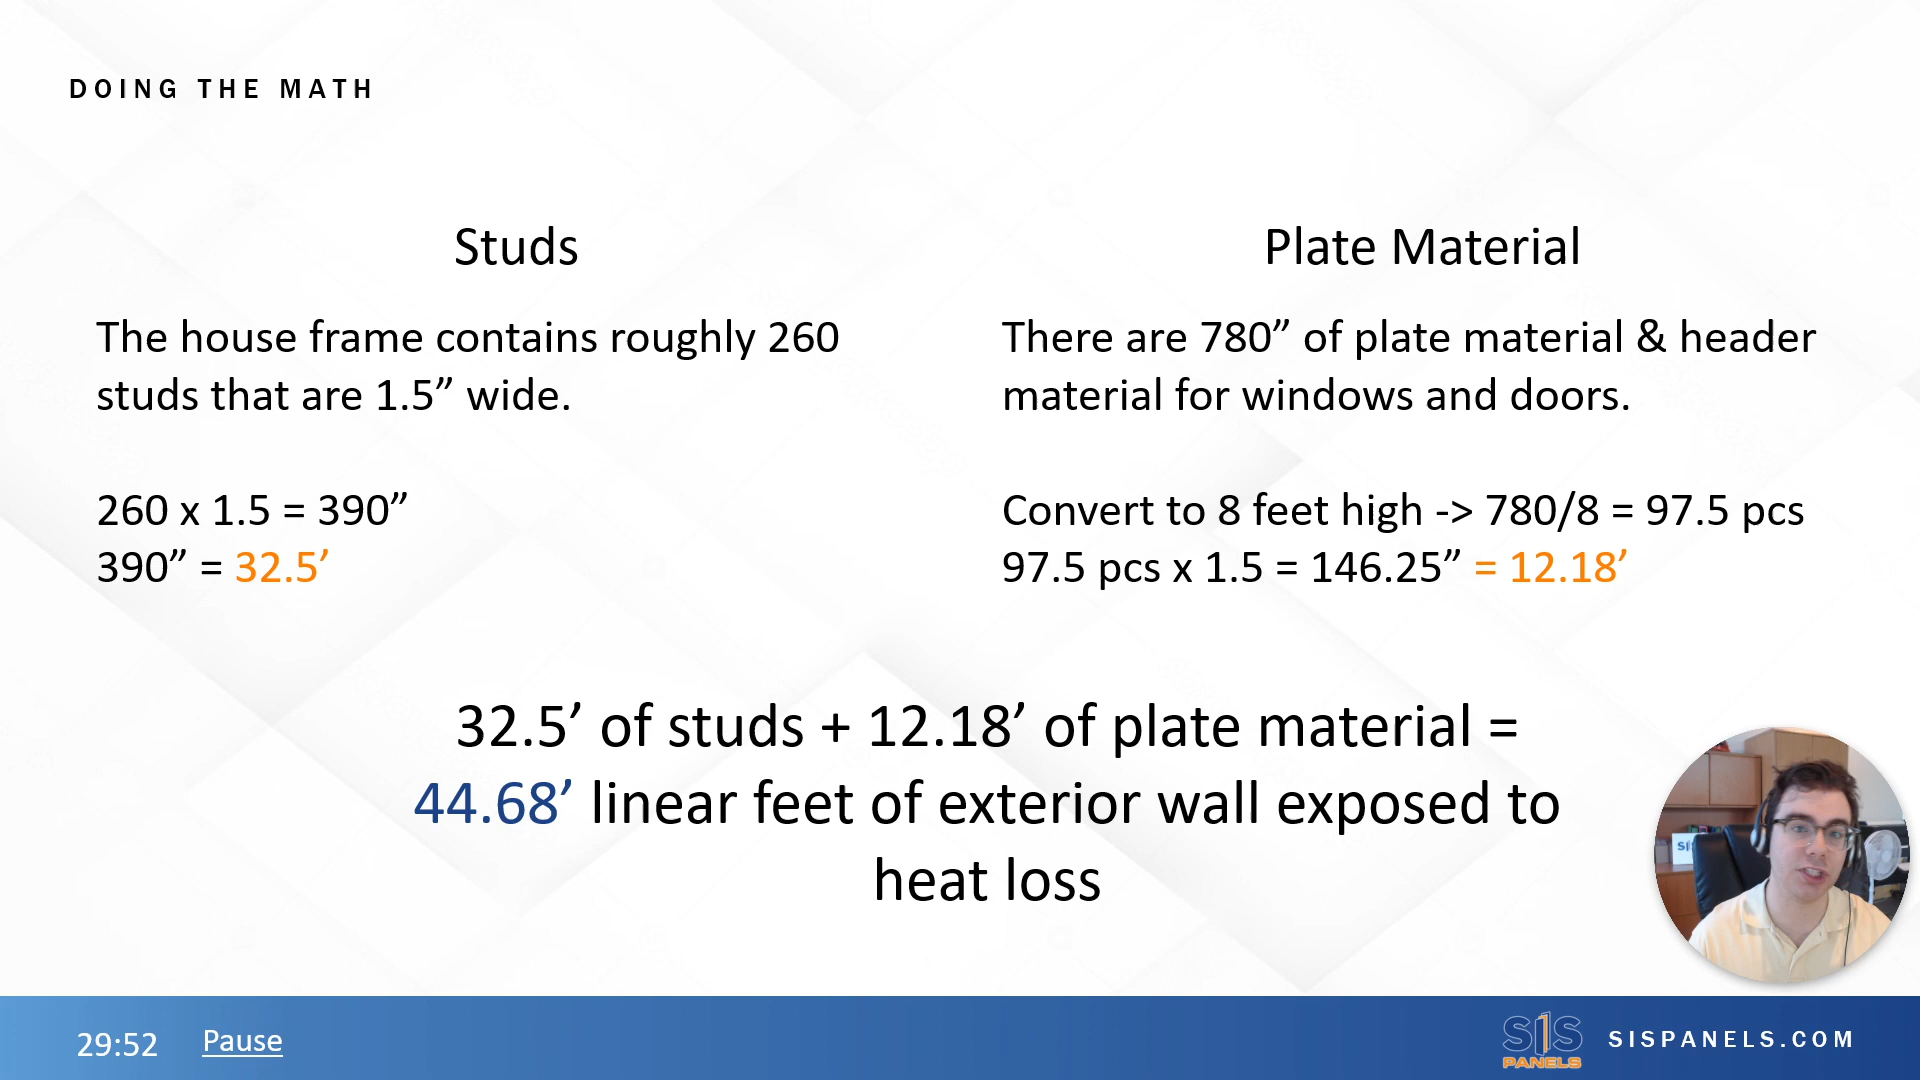 DOING THE MATH
Studs
The house frame contains roughly 260
studs that are 1.5” wide.
260 x 1.5 = 390”
390” = 32.5’
Plate Material
There are 780” of plate material & header
material for windows and doors.
Convert to 8 feet high -> 780/8 = 97.5 pcs
97.5 pcs x 1.5 = 146.25” = 12.18’
32.5’ of studs + 12.18’ of plate material =
44.68’ linear feet of exterior wall exposed to
heat loss
29:52
Pause
SIS
PANELS
SISPANELS.COM